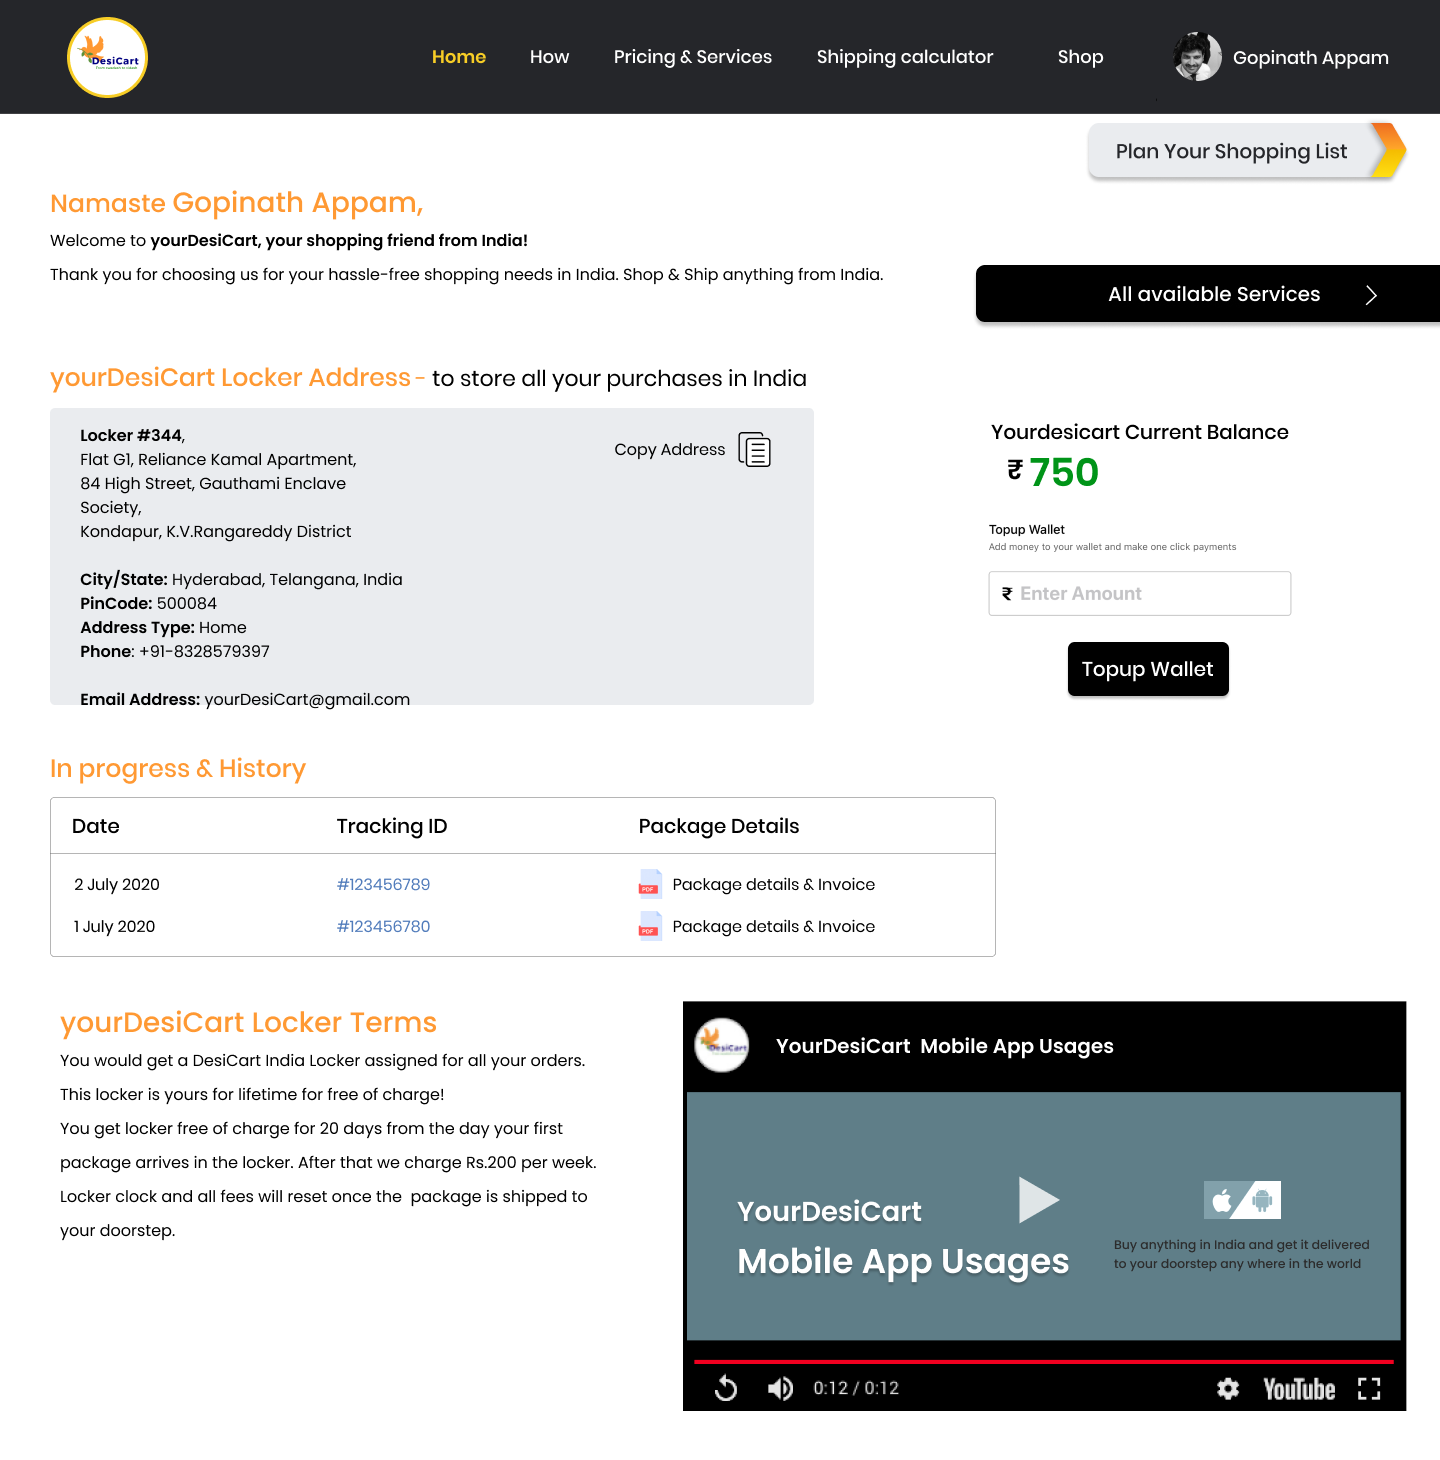 DesiCart
Home
How
Pricing & Services
Shipping calculator
Shop
Gopinath Appam
Plan Your Shopping List
Namaste Gopinath Appam,
Welcome to yourDesiCart, your shopping friend from India!
Thank you for choosing us for your hassle-free shopping needs in India. Shop & Ship anything from India.
All available Services
yourDesiCart Locker Address - to store all your purchases in India
Locker #344,
Flat G1, Reliance Kamal Apartment,
84 High Street, Gauthami Enclave
Society,
Kondapur, K.V.Rangareddy District
City/State: Hyderabad, Telangana, India
PinCode: 500084
Address Type: Home
Phone: +91-8328579397
Email Address: yourDesiCart@gmail.com
Copy Address
Yourdesicart Current Balance
₹ 750
Topup Wallet
Add money to your wallet and make one click payments
₹ Enter Amount
Topup Wallet
In progress & History
Date Tracking ID Package Details
2 July 2020 #123456789 PDF Package details & Invoice
1 July 2020 #123456780 PDF Package details & Invoice
yourDesiCart Locker Terms
You would get a DesiCart India Locker assigned for all your orders.
This locker is yours for lifetime for free of charge!
You get locker free of charge for 20 days from the day your first
package arrives in the locker. After that we charge Rs.200 per week.
Locker clock and all fees will reset once the  package is shipped to
your doorstep.
DesiCart
YourDesiCart  Mobile App Usages
YourDesiCart
Mobile App Usages
Buy anything in India and get it delivered
to your doorstep any where in the world
0:12 / 0:12
YouTube